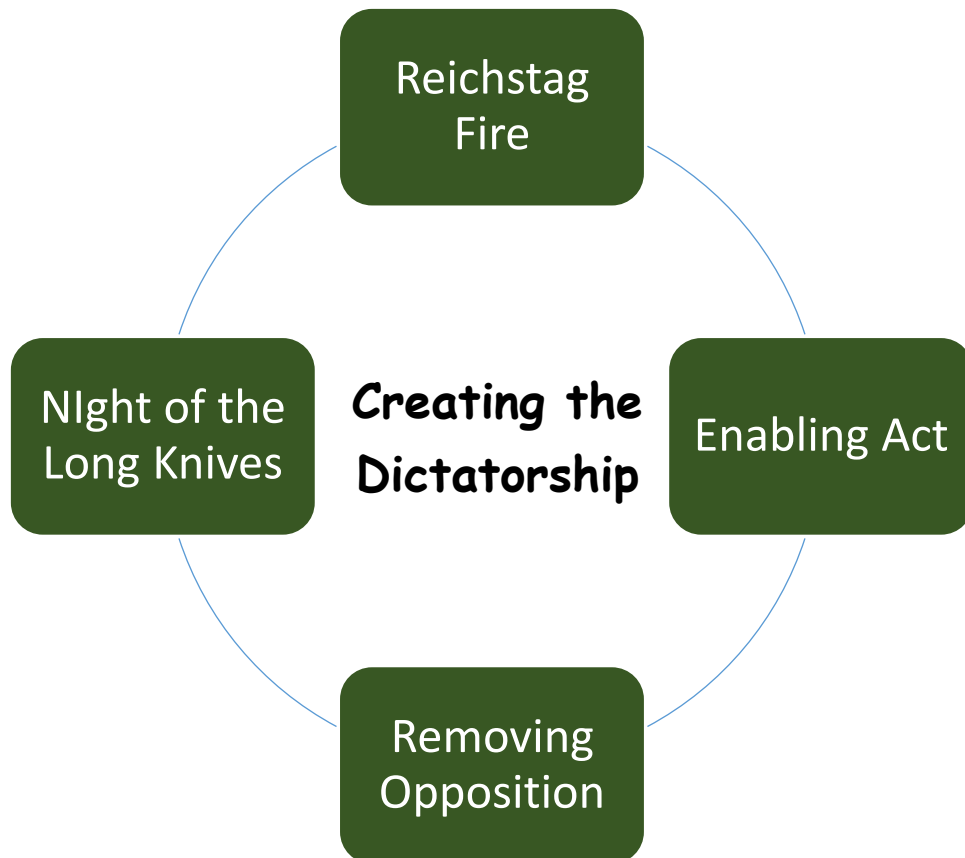 Reichstag
Fire
NIght of the
Long Knives
Creating the
Dictatorship
Enabling Act
Removing
Opposition